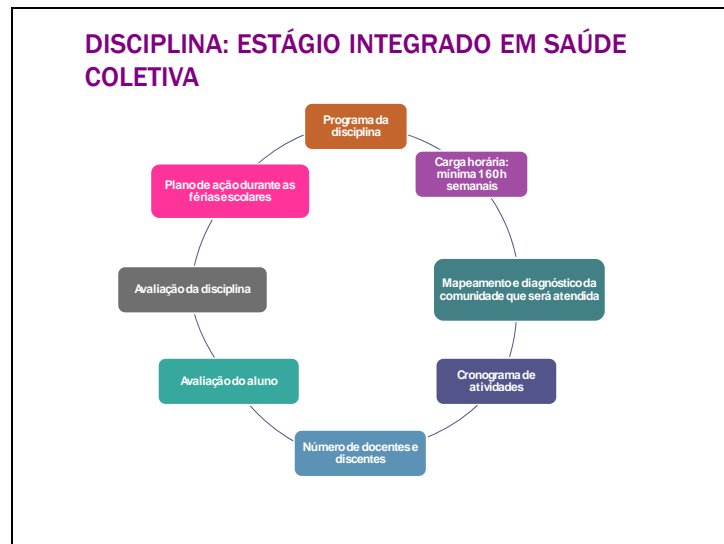 DISCIPLINA: ESTÁGIO INTEGRADO EM SAÚDE
COLETIVA
Programa da
disciplina
Carga horária:
mínima 160h
semanais
Mapeamento e diagnóstico da
comunidade que será atendida
Cronograma de
atividades
Número de docentes e
discentes
Avaliação do aluno
Avaliação da disciplina
Plano de ação durante as
férias escolares